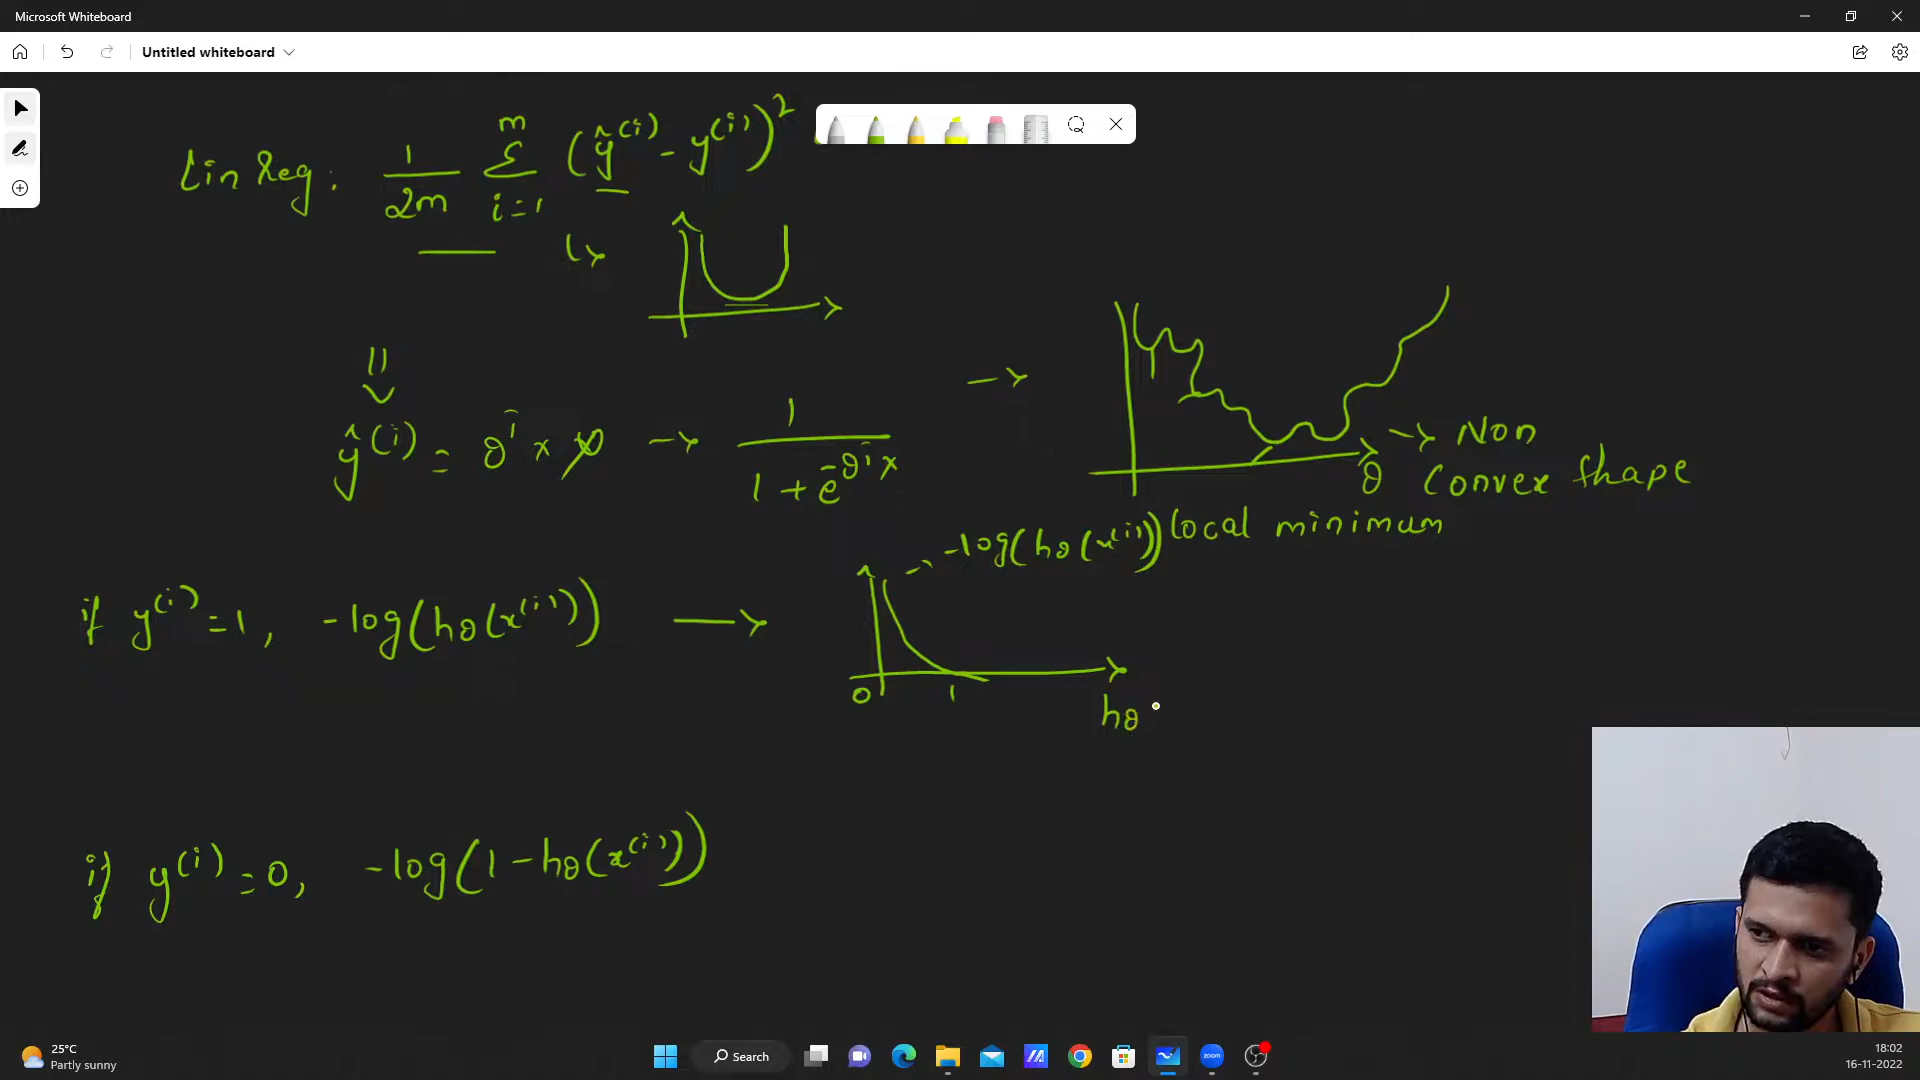 Microsoft Whiteboard
Untitled whiteboard
Lin Reg: 1/2m Σ i=1 m (ŷ^(i) - y^(i))^2
ŷ^(i) = θ^T x → 1/(1 + e^-θ^T x)
→ Non
θ Convex shape
local minimum
→ -log(hθ(x^(i)))
if y^(i) = 1, -log(hθ(x^(i))) →
0 1
hθ
if y^(i) = 0, -log(1 - hθ(x^(i)))
25°C
Partly sunny
Search
zoom
18:02
16-11-2022